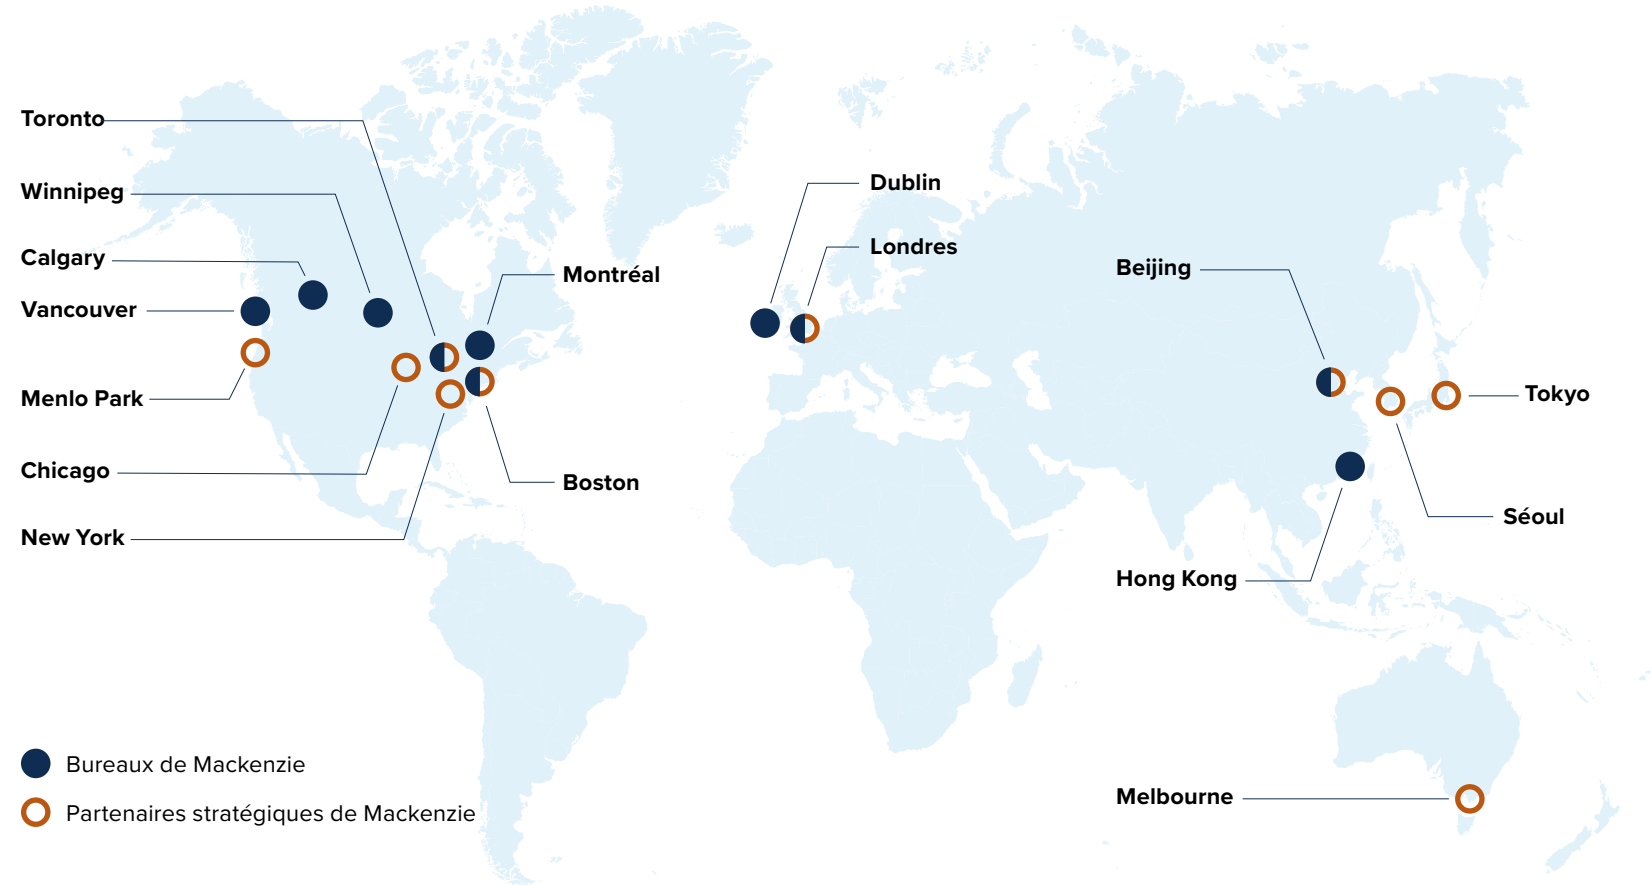 Toronto
Winnipeg
Calgary
Vancouver
Menlo Park
Chicago
New York
Montréal
Boston
Dublin
Londres
Beijing
Tokyo
Séoul
Hong Kong
Melbourne
Bureaux de Mackenzie
Partenaires stratégiques de Mackenzie